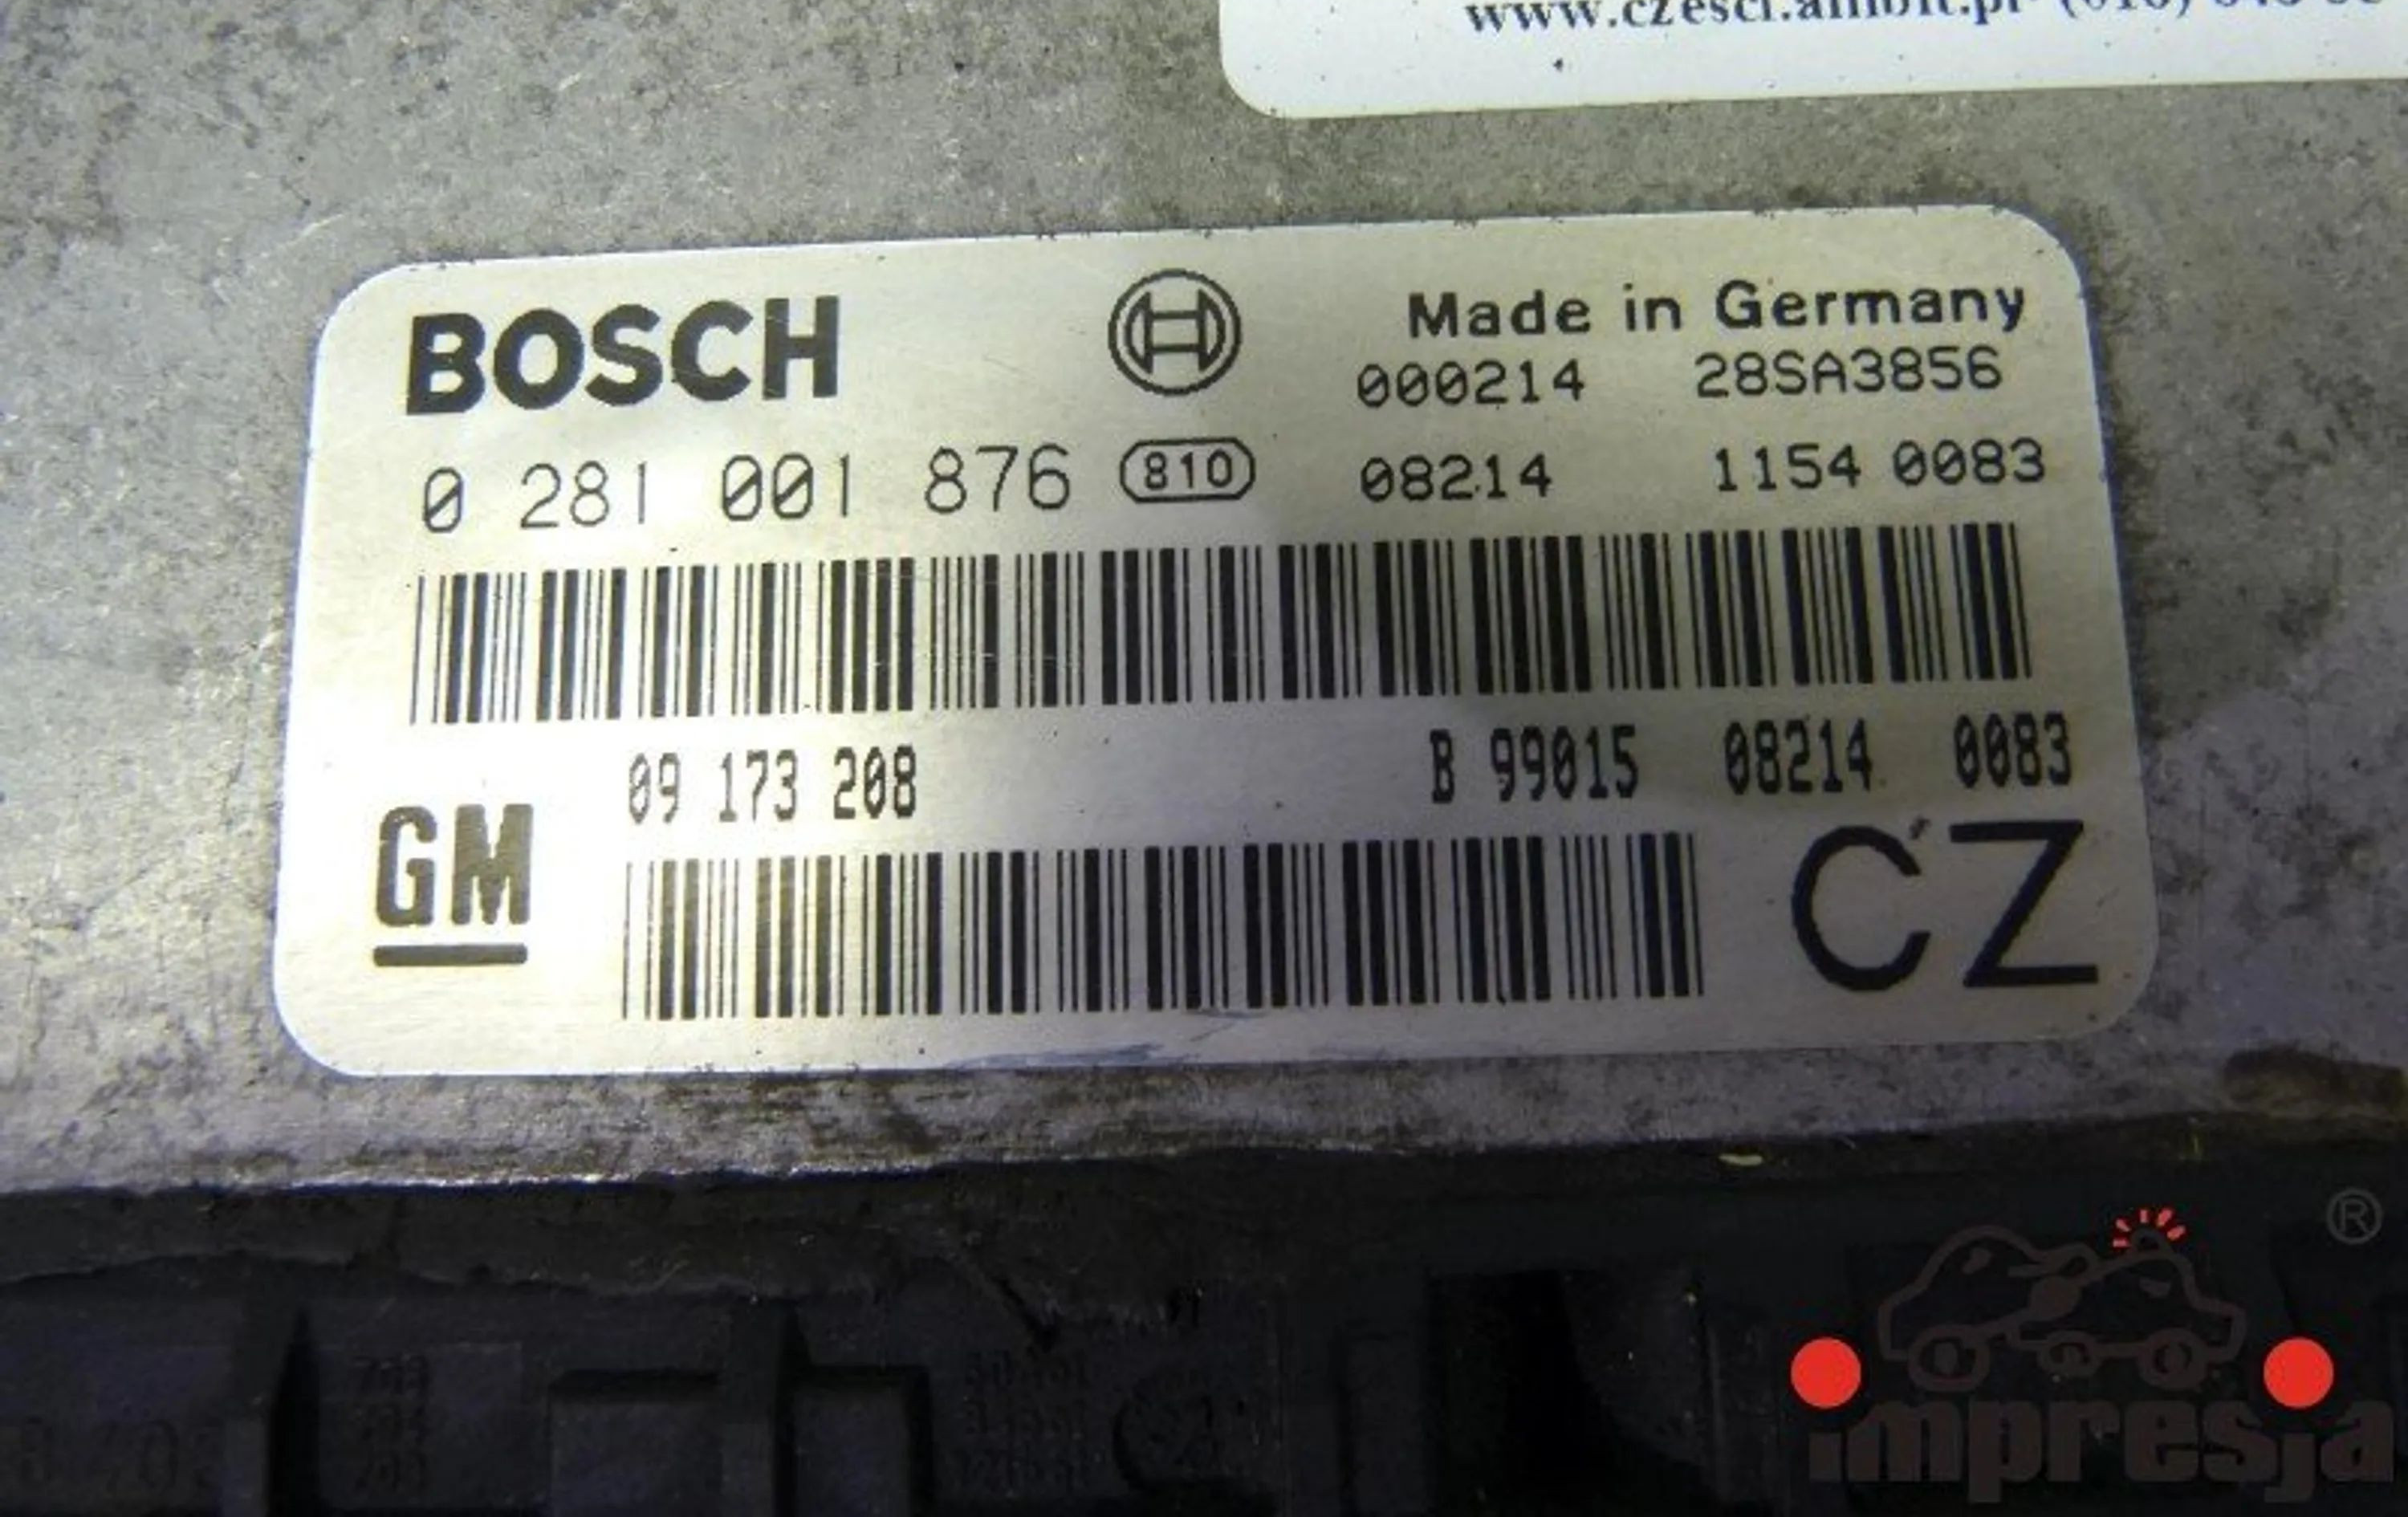 BOSCH
Made in Germany
000214 28SA3856
0 281 001 876 810 08214 1154 0083
09 173 208 B 99015 08214 0083
GM
CZ
®
impresja